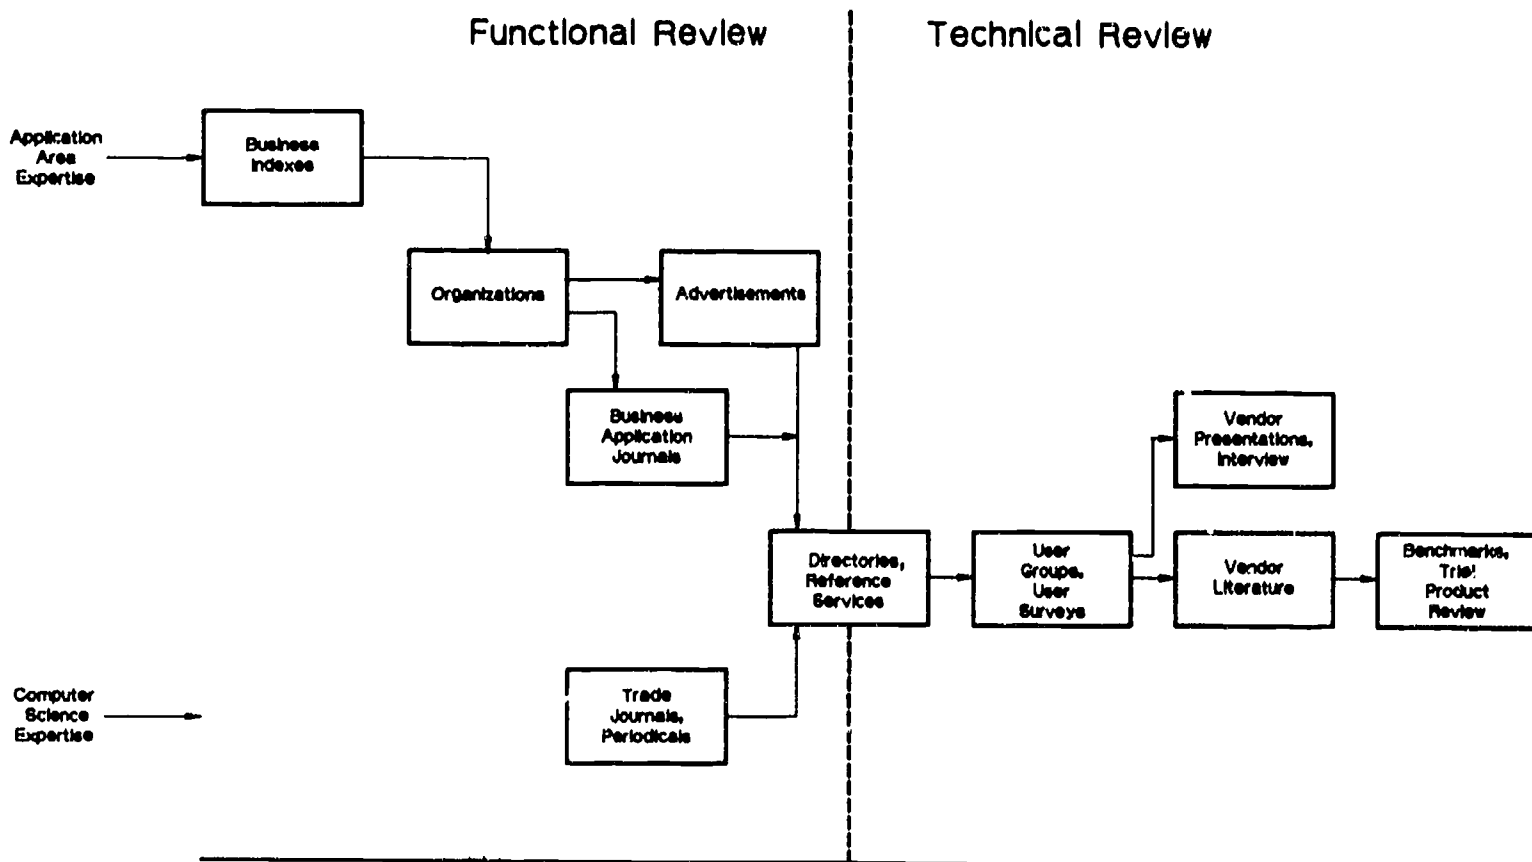 Functional Review
Technical Review
Application
Area
Expertise
Business
Indexes
Organizations
Advertisements
Business
Application
Journals
Vendor
Presentations,
Interview
Directories,
Reference
Services
User
Groups,
User
Surveys
Vendor
Literature
Benchmarks,
Trial
Product
Review
Computer
Science
Expertise
Trade
Journals,
Periodicals